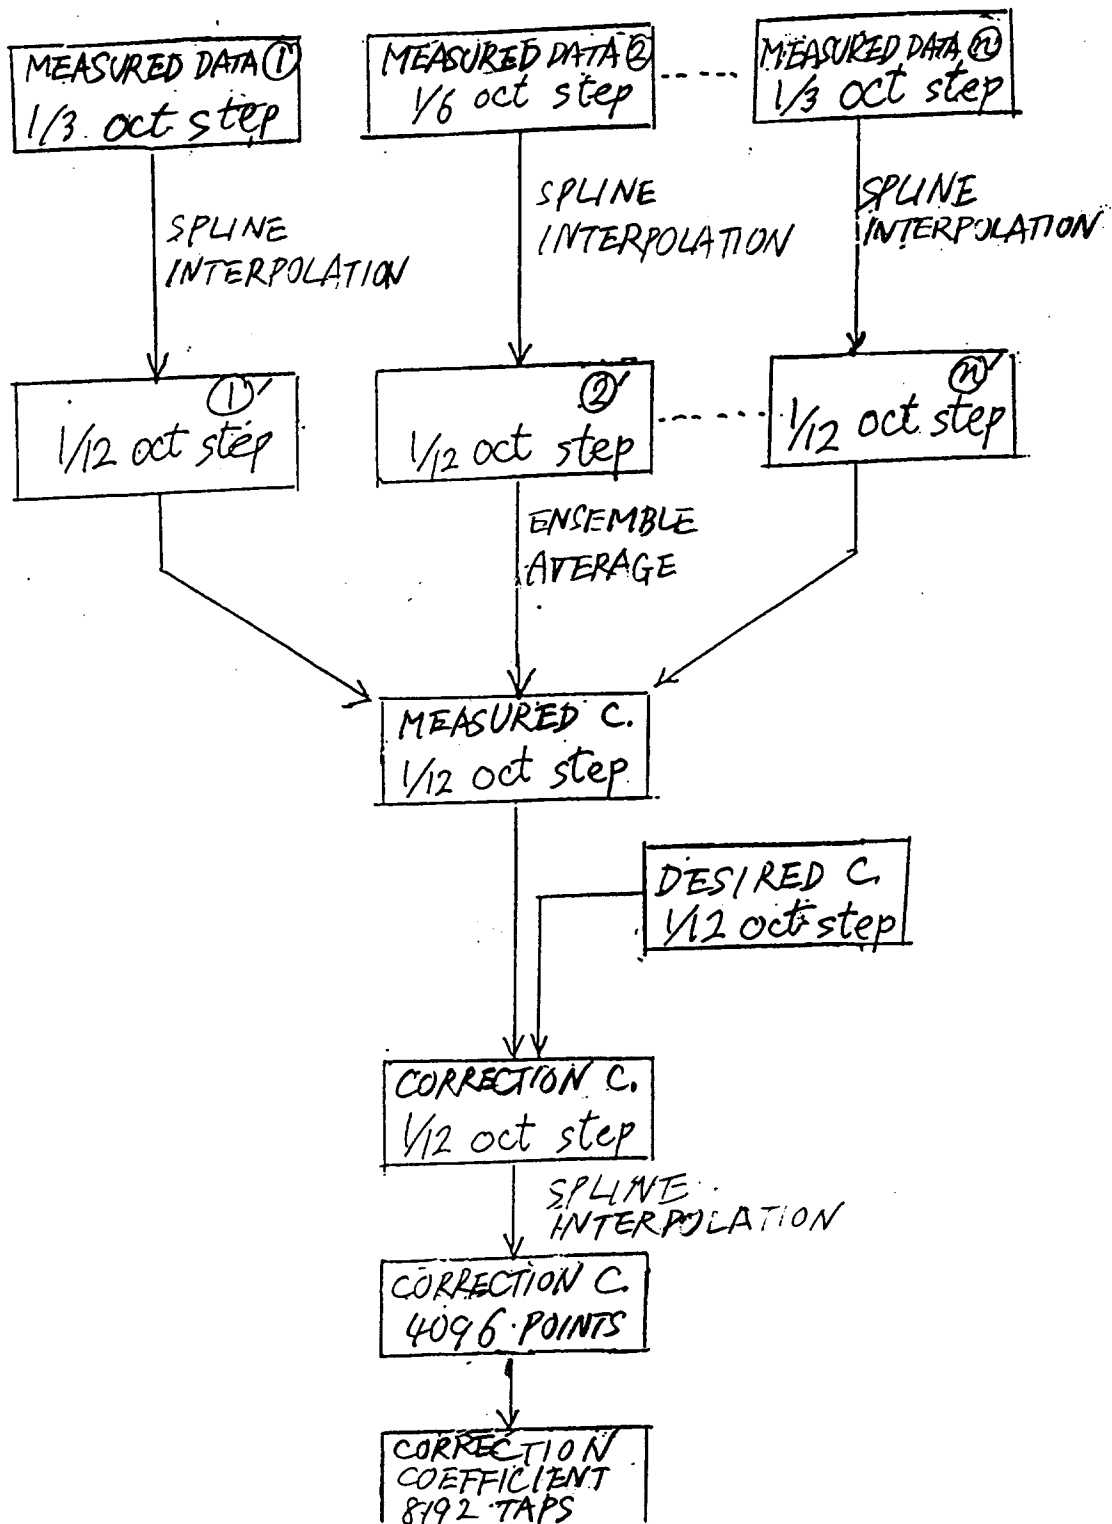 MEASURED DATA ①
1/3 oct step
MEASURED DATA ②
1/6 oct step
MEASURED DATA ⓝ
1/3 oct step
SPLINE
INTERPOLATION
SPLINE
INTERPOLATION
SPLINE
INTERPOLATION
①′
1/12 oct step
②′
1/12 oct step
ⓝ′
1/12 oct step
ENSEMBLE
AVERAGE
MEASURED C.
1/12 oct step
DESIRED C.
1/12 oct step
CORRECTION C.
1/12 oct step
SPLINE
INTERPOLATION
CORRECTION C.
4096 POINTS
CORRECTION
COEFFICIENT
8192 TAPS